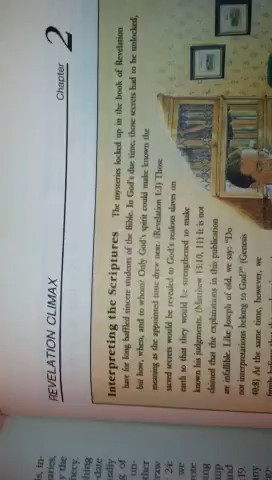 REVELATION CLIMAX
Chapter 2
Interpreting the Scriptures The mysteries locked up in the book of Revelation
have for long baffled sincere students of the Bible. In God's due time, those secrets had to be unlocked,
but how, when, and to whom? Only God's spirit could make known the
meaning as the appointed time drew near. (Revelation 1:3) Those
sacred secrets would be revealed to God's zealous slaves on
earth so that they would be strengthened to make
known his judgments. (Matthew 13:10, 11) It is not
claimed that the explanations in this publication
are infallible. Like Joseph of old, we say: "Do
not interpretations belong to God?" (Genesis
40:8) At the same time, however, we